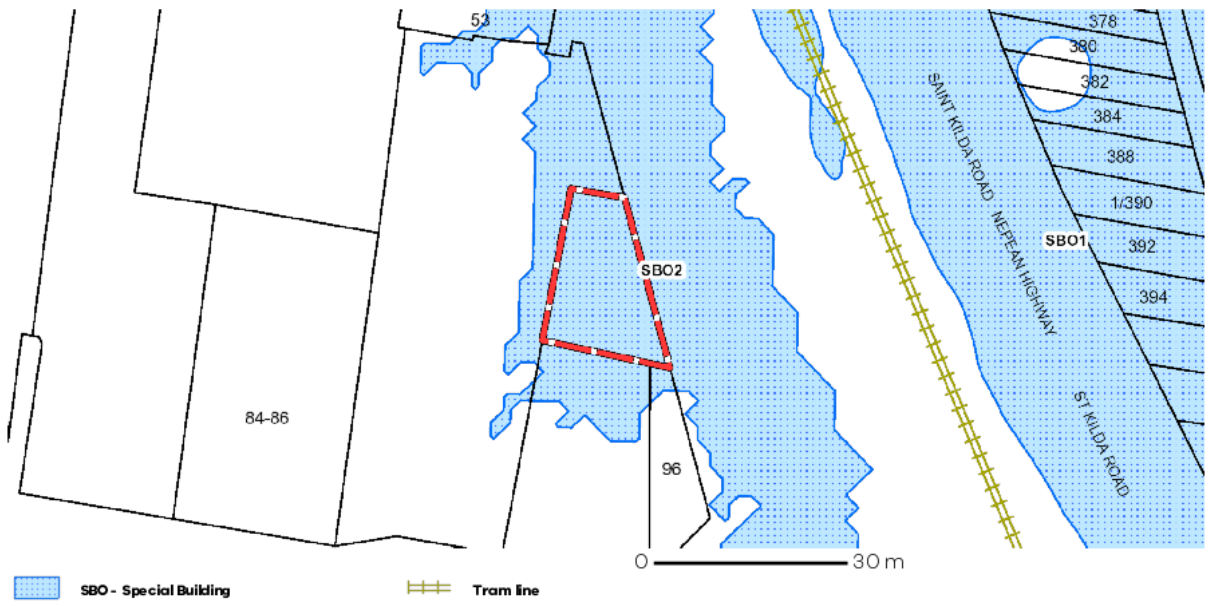 53
378
380
382
384
388
1/390
392
394
SAINT KILDA ROAD NEPEAN HIGHWAY
SBO1
SBO2
ST KILDA ROAD
84-86
96
0 30 m
SBO - Special Building
Tram line